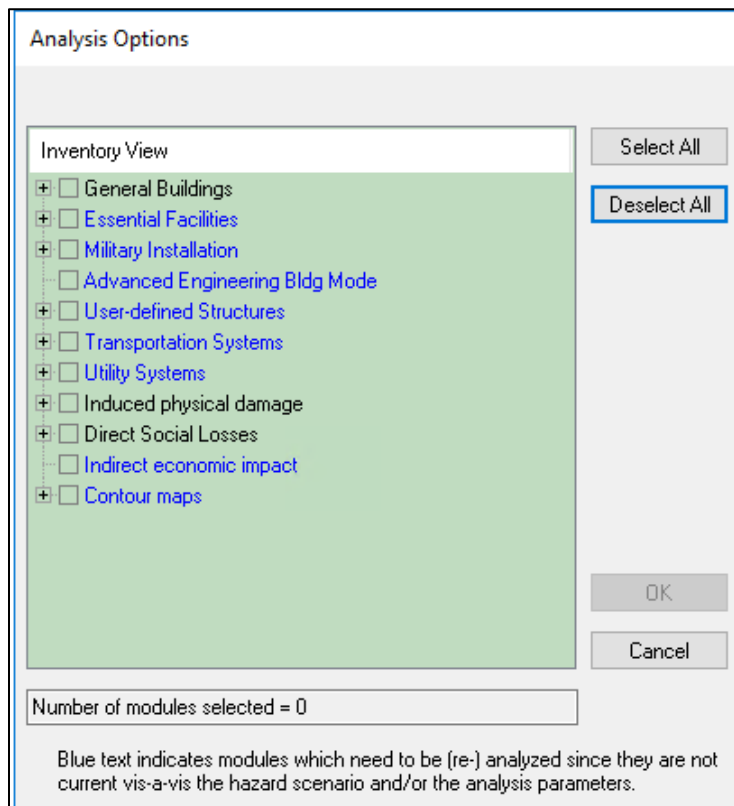 Analysis Options
Inventory View
Select All
General Buildings
Deselect All
Essential Facilities
Military Installation
Advanced Engineering Bldg Mode
User-defined Structures
Transportation Systems
Utility Systems
Induced physical damage
Direct Social Losses
Indirect economic impact
Contour maps
OK
Cancel
Number of modules selected = 0
Blue text indicates modules which need to be (re-) analyzed since they are not
current vis-a-vis the hazard scenario and/or the analysis parameters.